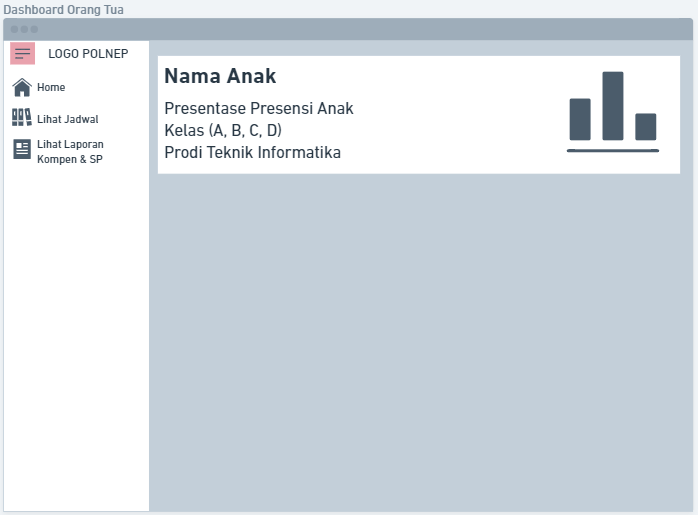 Dashboard Orang Tua
LOGO POLNEP
Home
Lihat Jadwal
Lihat Laporan
Kompen & SP
Nama Anak
Presentase Presensi Anak
Kelas (A, B, C, D)
Prodi Teknik Informatika